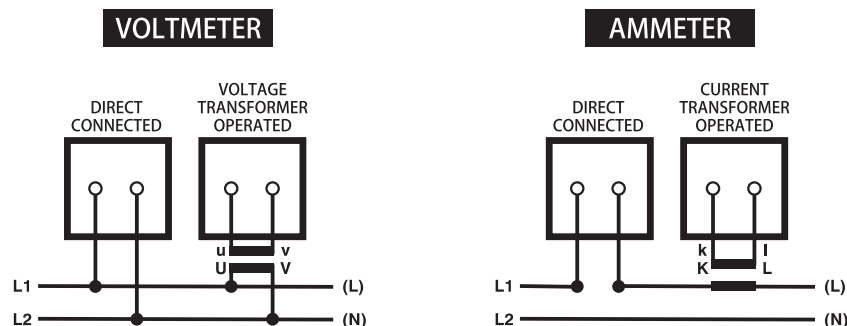 VOLTMETER
DIRECT
CONNECTED
VOLTAGE
TRANSFORMER
OPERATED
u v
U V
L1 (L)
L2 (N)
AMMETER
DIRECT
CONNECTED
CURRENT
TRANSFORMER
OPERATED
k l
K L
L1 (L)
L2 (N)